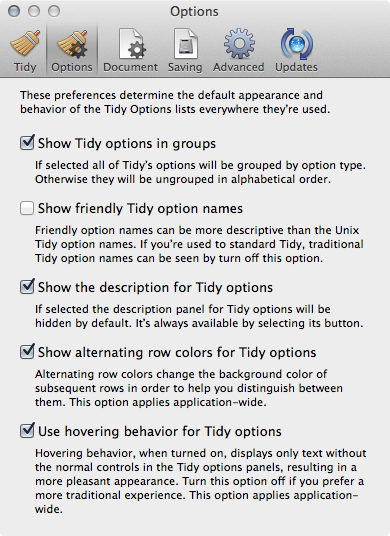 Options
Tidy Options Document Saving Advanced Updates
These preferences determine the default appearance and
behavior of the Tidy Options lists everywhere they're used.
Show Tidy options in groups
If selected all of Tidy's options will be grouped by option type.
Otherwise they will be ungrouped in alphabetical order.
Show friendly Tidy option names
Friendly option names can be more descriptive than the Unix
Tidy option names. If you're used to standard Tidy, traditional
Tidy option names can be seen by turn off this option.
Show the description for Tidy options
If selected the description panel for Tidy options will be
hidden by default. It's always available by selecting its button.
Show alternating row colors for Tidy options
Alternating row colors change the background color of
subsequent rows in order to help you distinguish between
them. This option applies application-wide.
Use hovering behavior for Tidy options
Hovering behavior, when turned on, displays only text without
the normal controls in the Tidy options panels, resulting in a
more pleasant appearance. Turn this option off if you prefer a
more traditional experience. This option applies application-
wide.